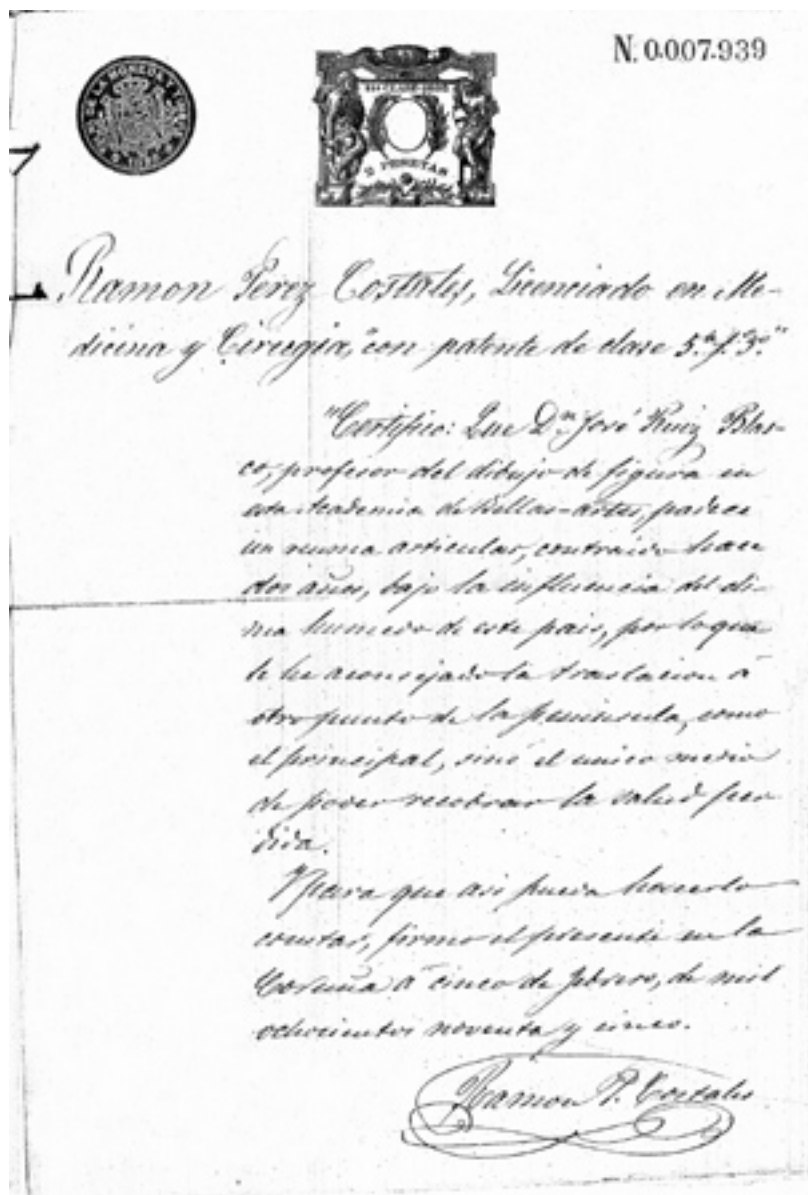 N. 0.007.939
2 PESETAS
Ramon Perez Costales, Licenciado en Me-
dicina y Cirugia, con patente de clase 5.ª
"Certifico: Que Dn José Ruiz Blas-
co, profesor del dibujo de figura en
esta Academia de Bellas-artes, padece
un reuma articular, contraido hace
dos años, bajo la influencia del cli-
ma humedo de este pais, por lo que
le he aconsejado la traslacion á
otro punto de la peninsula, como
el principal, sinó el unico medio
de poder recobrar la salud per
dida.
Y para que asi pueda hacerlo
constar, firmo el presente en la
Coruña á cinco de febrero, de mil
ochocientos noventa y cinco.
Ramon P. Costales